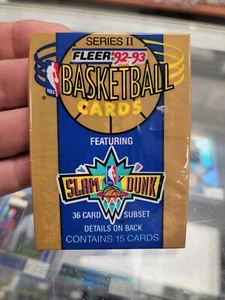 SERIES II
FLEER '92-93
NBA
BASKETBALL
CARDS
FEATURING
SLAM DUNK
36 CARD SUBSET
DETAILS ON BACK
CONTAINS 15 CARDS